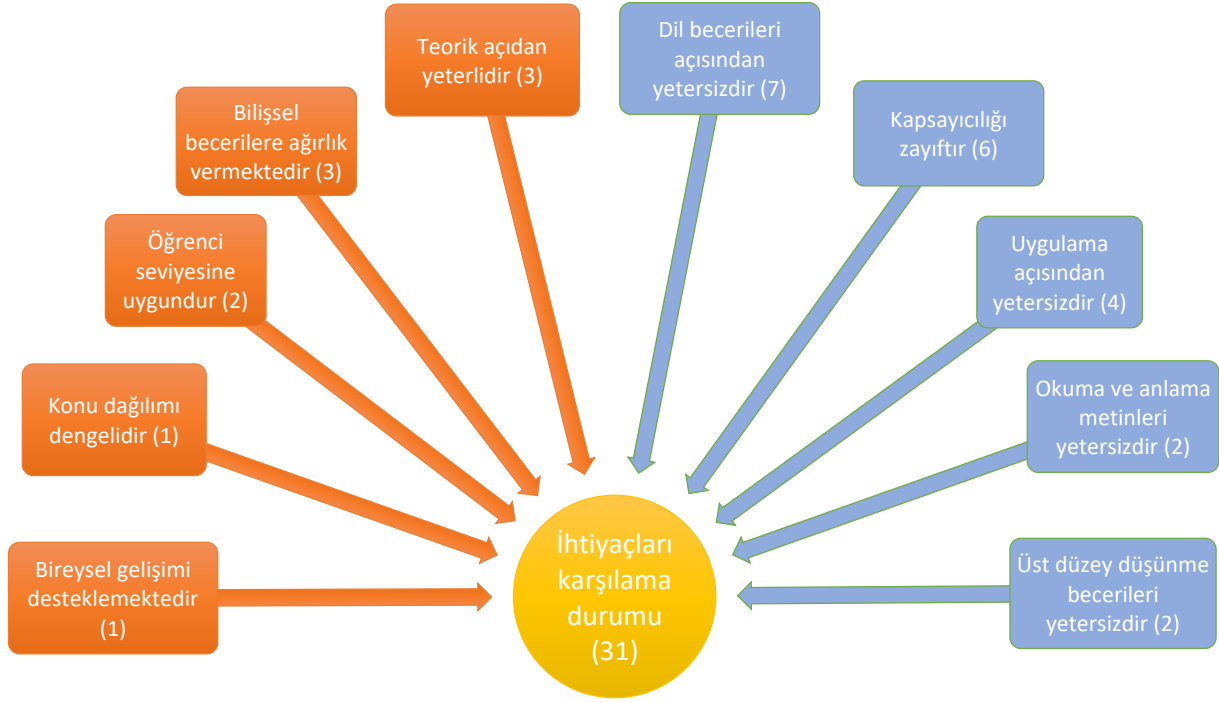 Teorik açıdan
yeterlidir (3)
Dil becerileri
açısından
yetersizdir (7)
Bilişsel
becerilere ağırlık
vermektedir (3)
Kapsayıcılığı
zayıftır (6)
Öğrenci
seviyesine
uygundur (2)
Uygulama
açısından
yetersizdir (4)
Konu dağılımı
dengelidir (1)
Okuma ve anlama
metinleri
yetersizdir (2)
Bireysel gelişimi
desteklemektedir
(1)
İhtiyaçları
karşılama
durumu
(31)
Üst düzey düşünme
becerileri
yetersizdir (2)